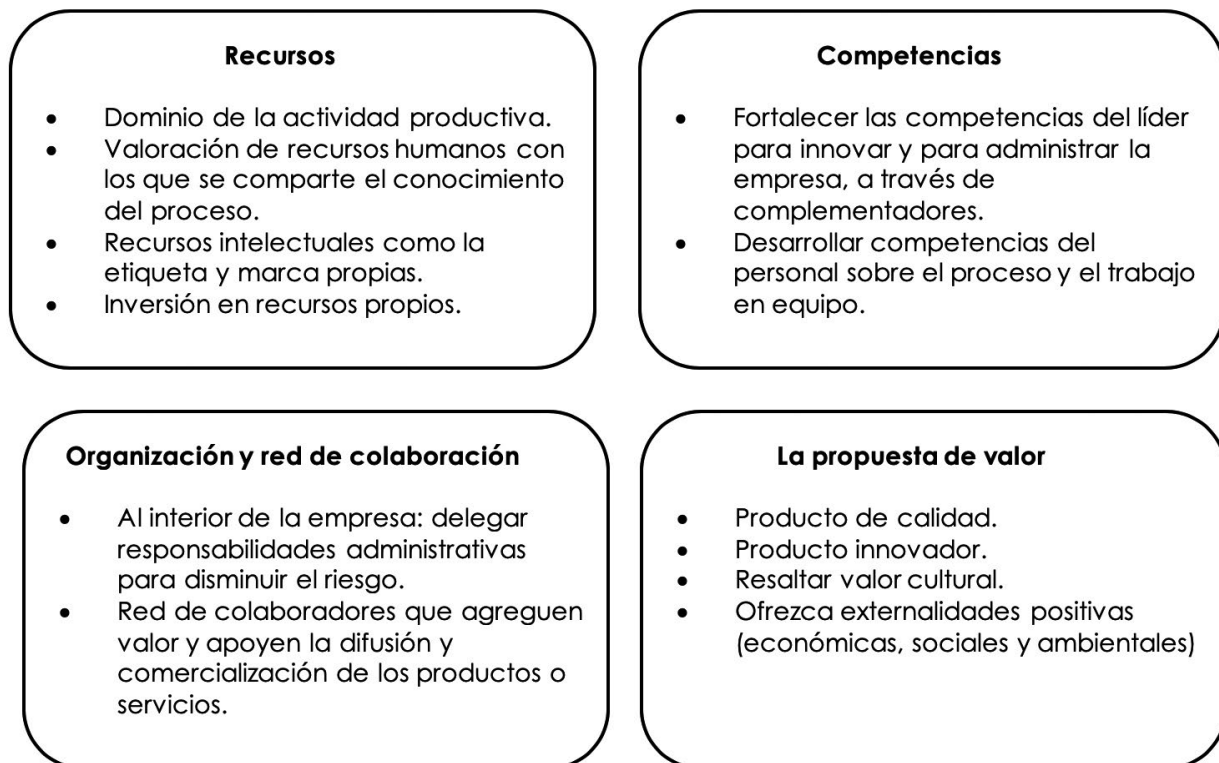 Recursos
• Dominio de la actividad productiva.
• Valoración de recursos humanos con
los que se comparte el conocimiento
del proceso.
• Recursos intelectuales como la
etiqueta y marca propias.
• Inversión en recursos propios.
Competencias
• Fortalecer las competencias del líder
para innovar y para administrar la
empresa, a través de
complementadores.
• Desarrollar competencias del
personal sobre el proceso y el trabajo
en equipo.
Organización y red de colaboración
• Al interior de la empresa: delegar
responsabilidades administrativas
para disminuir el riesgo.
• Red de colaboradores que agreguen
valor y apoyen la difusión y
comercialización de los productos o
servicios.
La propuesta de valor
• Producto de calidad.
• Producto innovador.
• Resaltar valor cultural.
• Ofrezca externalidades positivas
(económicas, sociales y ambientales)